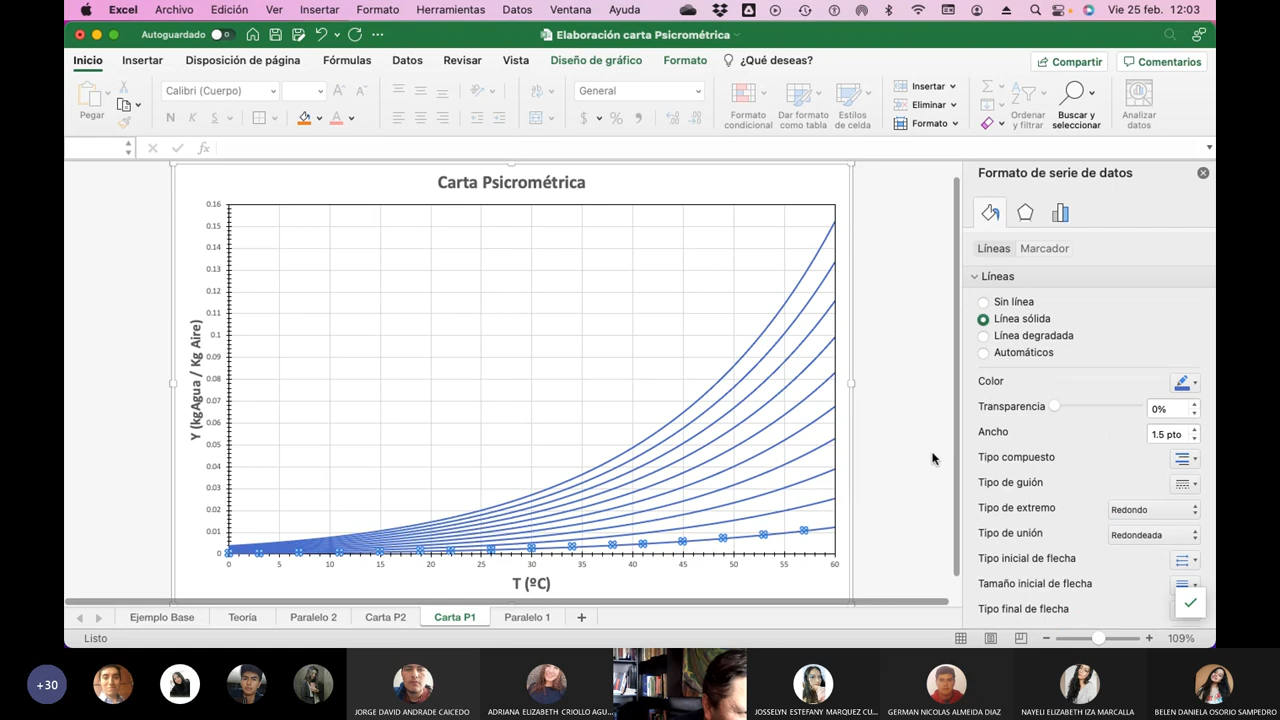 Excel Archivo Edición Ver Insertar Formato Herramientas Datos Ventana Ayuda Vie 25 feb. 12:03
Autoguardado Elaboración carta Psicrométrica
Inicio Insertar Disposición de página Fórmulas Datos Revisar Vista Diseño de gráfico Formato ¿Qué deseas? Compartir Comentarios
Pegar
Calibri (Cuerpo)
A A
N K S
A
General
$ % 9
Formato condicional
Dar formato como tabla
Estilos de celda
Insertar
Eliminar
Formato
Ordenar y filtrar
Buscar y seleccionar
Analizar datos
fx
Carta Psicrométrica
Y (kgAgua / Kg Aire)
0.16
0.15
0.14
0.13
0.12
0.11
0.1
0.09
0.08
0.07
0.06
0.05
0.04
0.03
0.02
0.01
0
0 5 10 15 20 25 30 35 40 45 50 55 60
T (ºC)
Formato de serie de datos
Líneas Marcador
Líneas
Sin línea
Línea sólida
Línea degradada
Automáticos
Color
Transparencia 0%
Ancho 1.5 pto
Tipo compuesto
Tipo de guión
Tipo de extremo Redondo
Tipo de unión Redondeada
Tipo inicial de flecha
Tamaño inicial de flecha
Tipo final de flecha
Ejemplo Base Teoría Paralelo 2 Carta P2 Carta P1 Paralelo 1 +
Listo 109%
+30
JORGE DAVID ANDRADE CAICEDO
ADRIANA ELIZABETH CRIOLLO AGU...
JOSSELYN ESTEFANY MARQUEZ CU...
GERMAN NICOLAS ALMEIDA DIAZ
NAYELI ELIZABETH IZA MARCALLA
BELEN DANIELA OSORIO SAMPEDRO